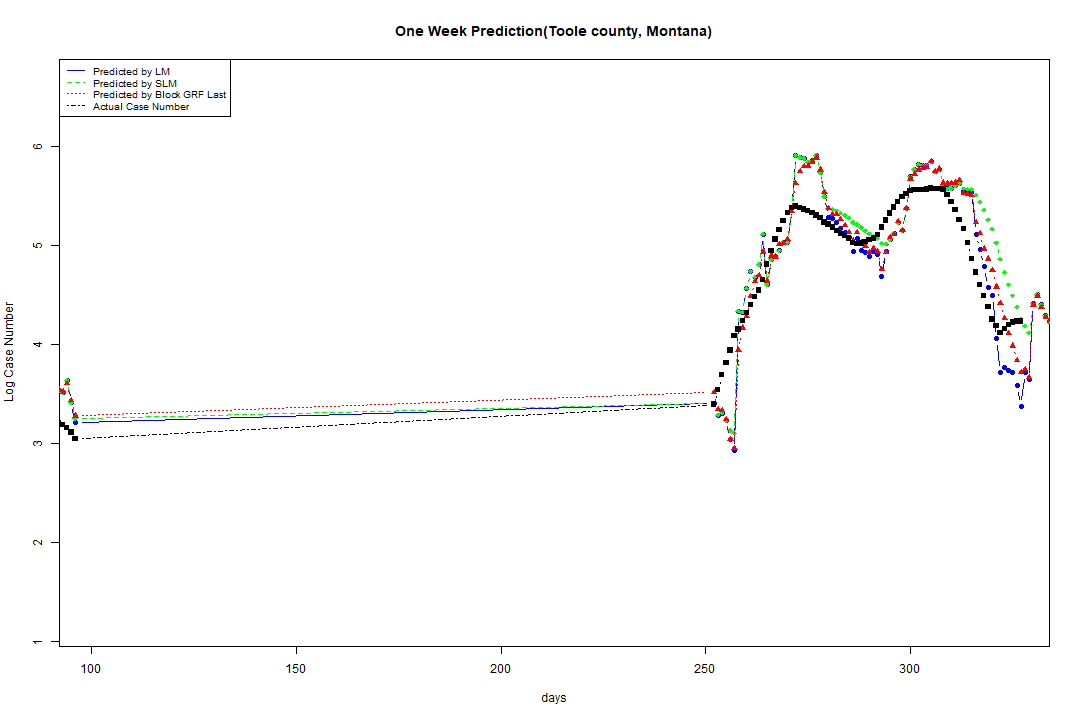 One Week Prediction(Toole county, Montana)
Predicted by LM
Predicted by SLM
Predicted by Block GRF Last
Actual Case Number
6
5
4
3
2
1
Log Case Number
100 150 200 250 300
days